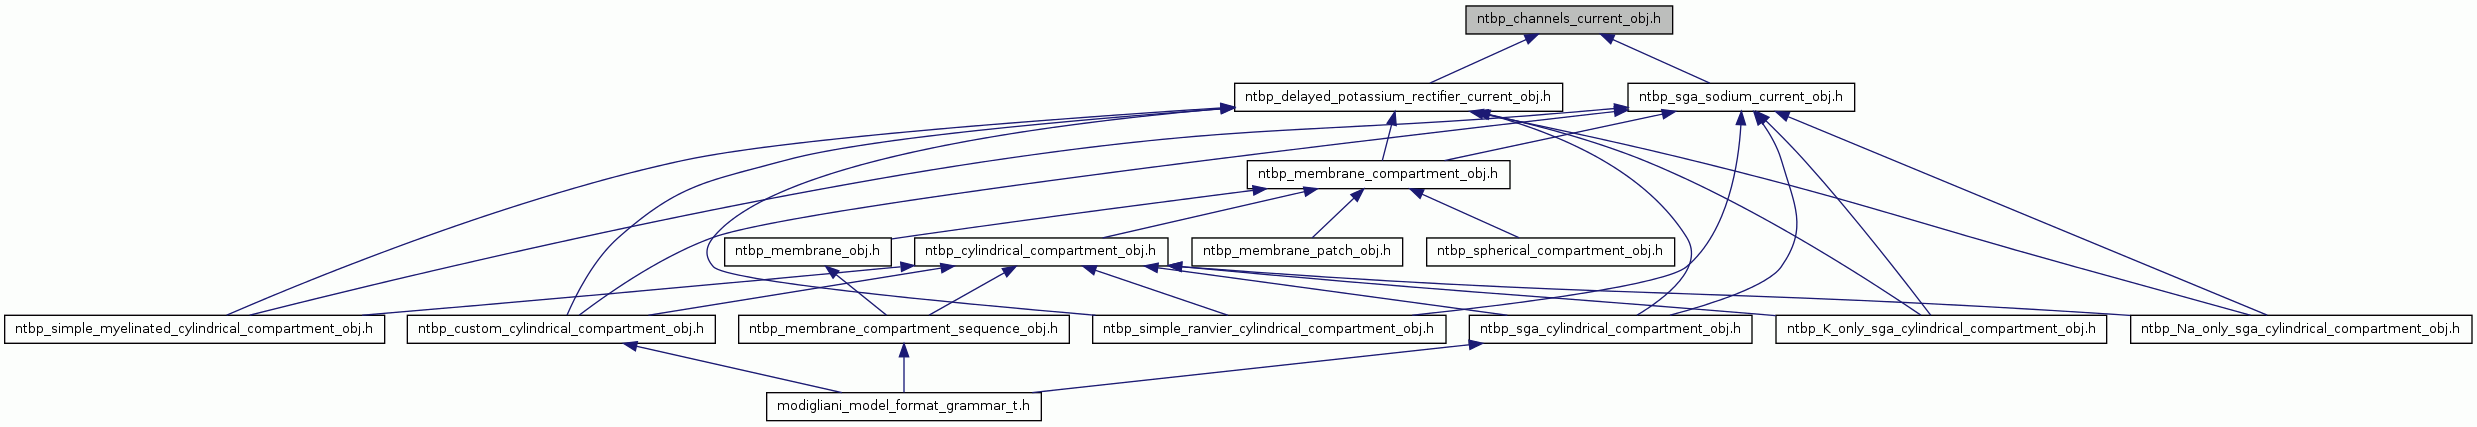 ntbp_channels_current_obj.h
ntbp_delayed_potassium_rectifier_current_obj.h
ntbp_sga_sodium_current_obj.h
ntbp_membrane_compartment_obj.h
ntbp_membrane_obj.h
ntbp_cylindrical_compartment_obj.h
ntbp_membrane_patch_obj.h
ntbp_spherical_compartment_obj.h
ntbp_simple_myelinated_cylindrical_compartment_obj.h
ntbp_custom_cylindrical_compartment_obj.h
ntbp_membrane_compartment_sequence_obj.h
ntbp_simple_ranvier_cylindrical_compartment_obj.h
ntbp_sga_cylindrical_compartment_obj.h
ntbp_K_only_sga_cylindrical_compartment_obj.h
ntbp_Na_only_sga_cylindrical_compartment_obj.h
modigliani_model_format_grammar_t.h